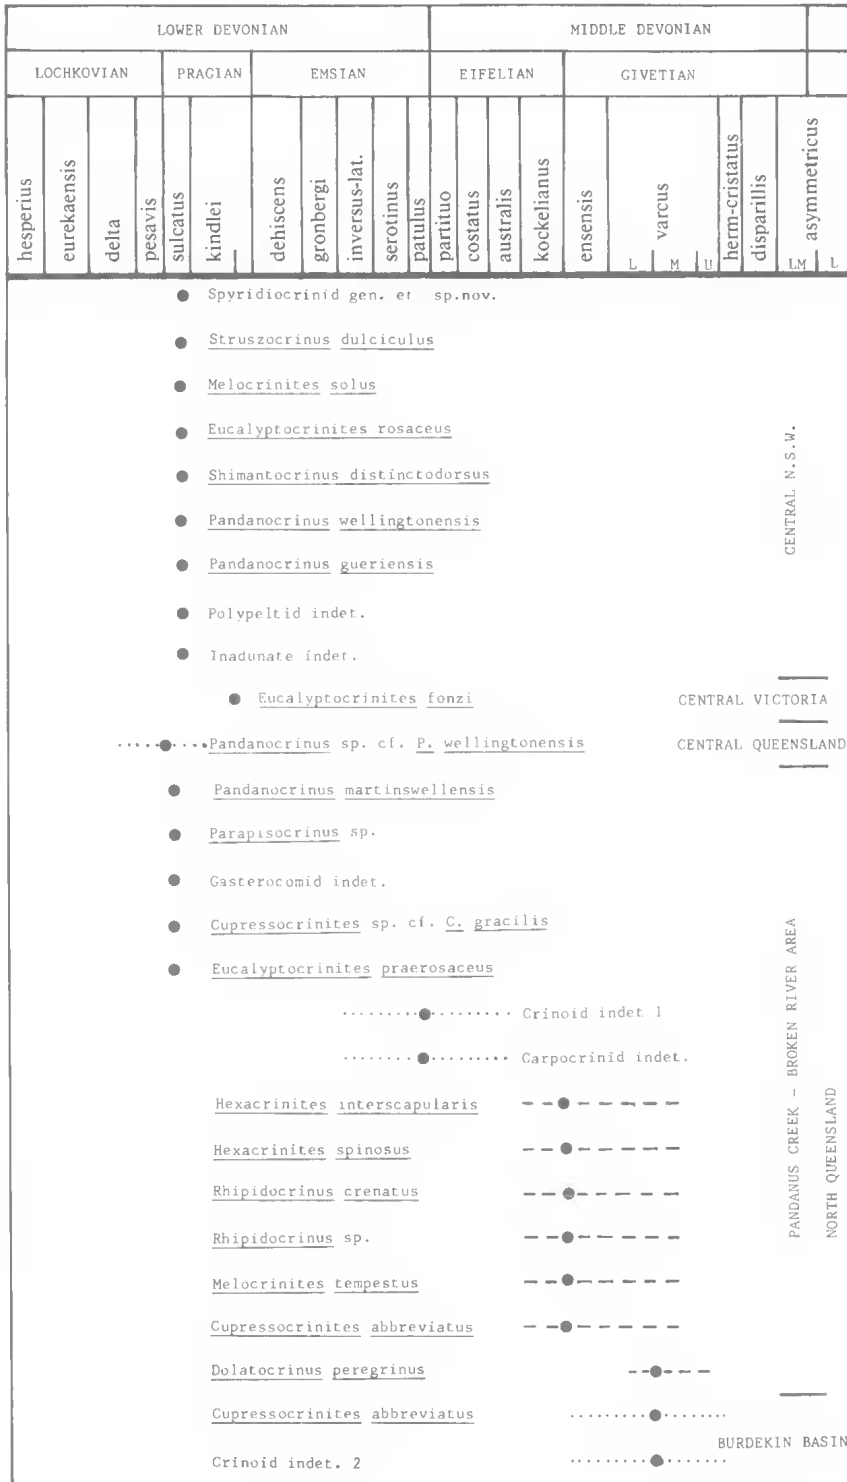 LOWER DEVONIAN MIDDLE DEVONIAN
LOCHKOVIAN PRAGIAN EMSIAN EIFELIAN GIVETIAN
hesperius eurekaensis delta pesavis sulcatus kindlei dehiscens gronbergi inversus-lat. serotinus patulus partituo costatus australis kockelianus ensensis varcus herm-cristatus disparillis asymmetricus
L M U LM L
Spyridiocrinid gen. et sp.nov.
Struszocrinus dulciculus
Melocrinites solus
Eucalyptocrinites rosaceus
Shimantocrinus distinctodorsus
Pandanocrinus wellingtonensis
Pandanocrinus gueriensis
Polypeltid indet.
Inadunate indet.
CENTRAL N.S.W.
Eucalyptocrinites fonzi CENTRAL VICTORIA
Pandanocrinus sp. cf. P. wellingtonensis CENTRAL QUEENSLAND
Pandanocrinus martinswellensis
Parapisocrinus sp.
Gasterocomid indet.
Cupressocrinites sp. cf. C. gracilis
Eucalyptocrinites praerosaceus
Crinoid indet. 1
Carpocrinid indet.
Hexacrinites interscapularis
Hexacrinites spinosus
Rhipidocrinus crenatus
Rhipidocrinus sp.
Melocrinites tempestus
Cupressocrinites abbreviatus
Dolatocrinus peregrinus
PANDANUS CREEK - BROKEN RIVER AREA
NORTH QUEENSLAND
Cupressocrinites abbreviatus
BURDEKIN BASIN
Crinoid indet. 2